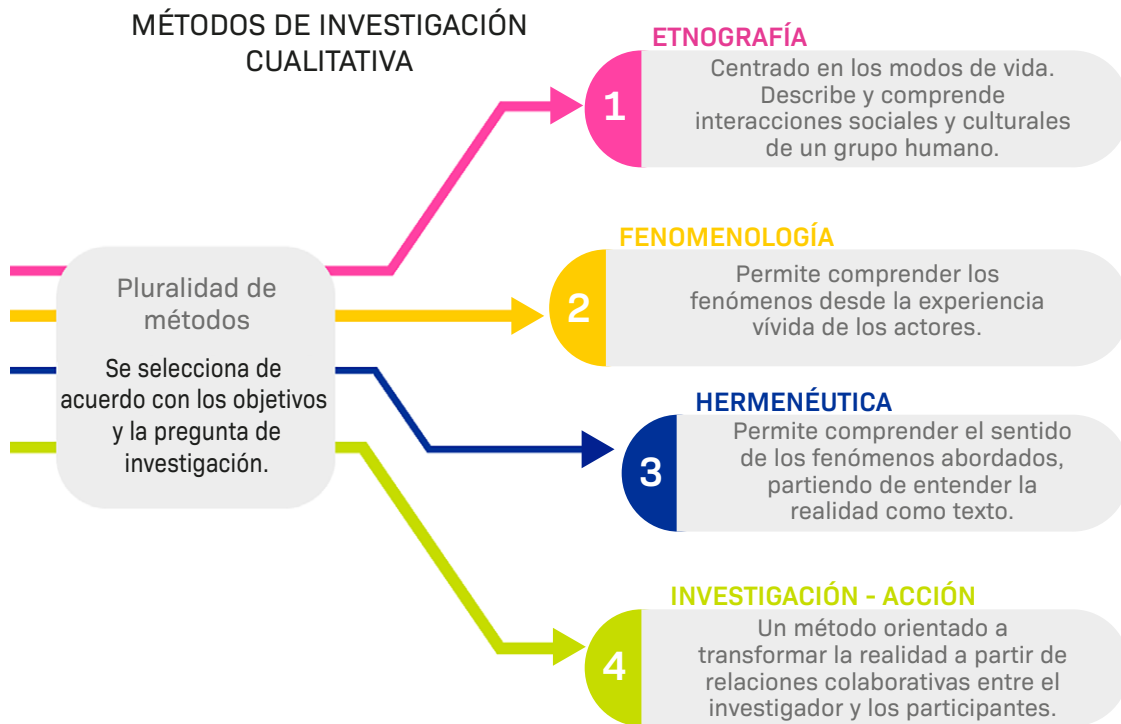 MÉTODOS DE INVESTIGACIÓN
CUALITATIVA
Pluralidad de
métodos
Se selecciona de
acuerdo con los objetivos
y la pregunta de
investigación.
ETNOGRAFÍA
1
Centrado en los modos de vida.
Describe y comprende
interacciones sociales y culturales
de un grupo humano.
FENOMENOLOGÍA
2
Permite comprender los
fenómenos desde la experiencia
vívida de los actores.
HERMENÉUTICA
3
Permite comprender el sentido
de los fenómenos abordados,
partiendo de entender la
realidad como texto.
INVESTIGACIÓN - ACCIÓN
4
Un método orientado a
transformar la realidad a partir de
relaciones colaborativas entre el
investigador y los participantes.